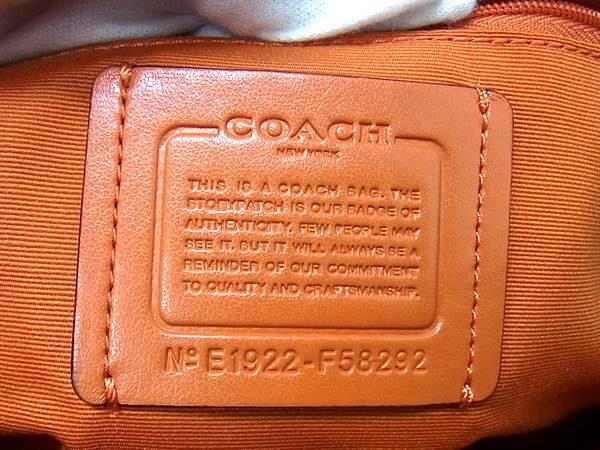 COACH
NEW YORK
THIS IS A COACH BAG. THE
STORYPATCH IS OUR BADGE OF
AUTHENTICITY. FEW PEOPLE MAY
SEE IT. BUT IT WILL ALWAYS BE A
REMINDER OF OUR COMMITMENT
TO QUALITY AND CRAFTSMANSHIP.
Nº E1922-F58292